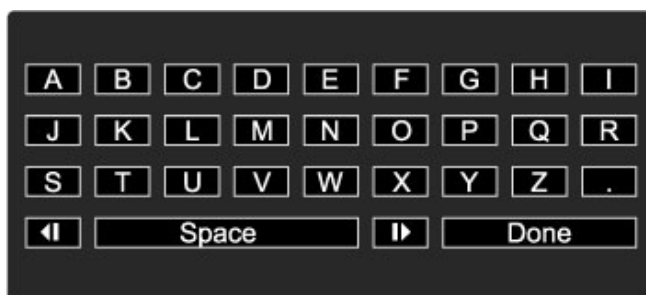 A B C D E F G H I
J K L M N O P Q R
S T U V W X Y Z .
Space Done